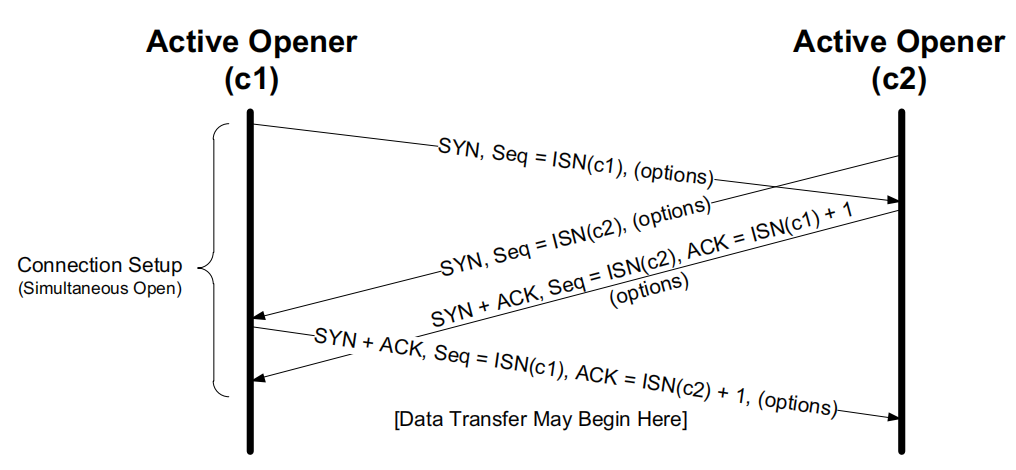 Active Opener
(c1)
Active Opener
(c2)
SYN, Seq = ISN(c1), (options)
SYN, Seq = ISN(c2), (options)
SYN + ACK, Seq = ISN(c2), ACK = ISN(c1) + 1
(options)
Connection Setup
(Simultaneous Open)
SYN + ACK, Seq = ISN(c1), ACK = ISN(c2) + 1, (options)
[Data Transfer May Begin Here]